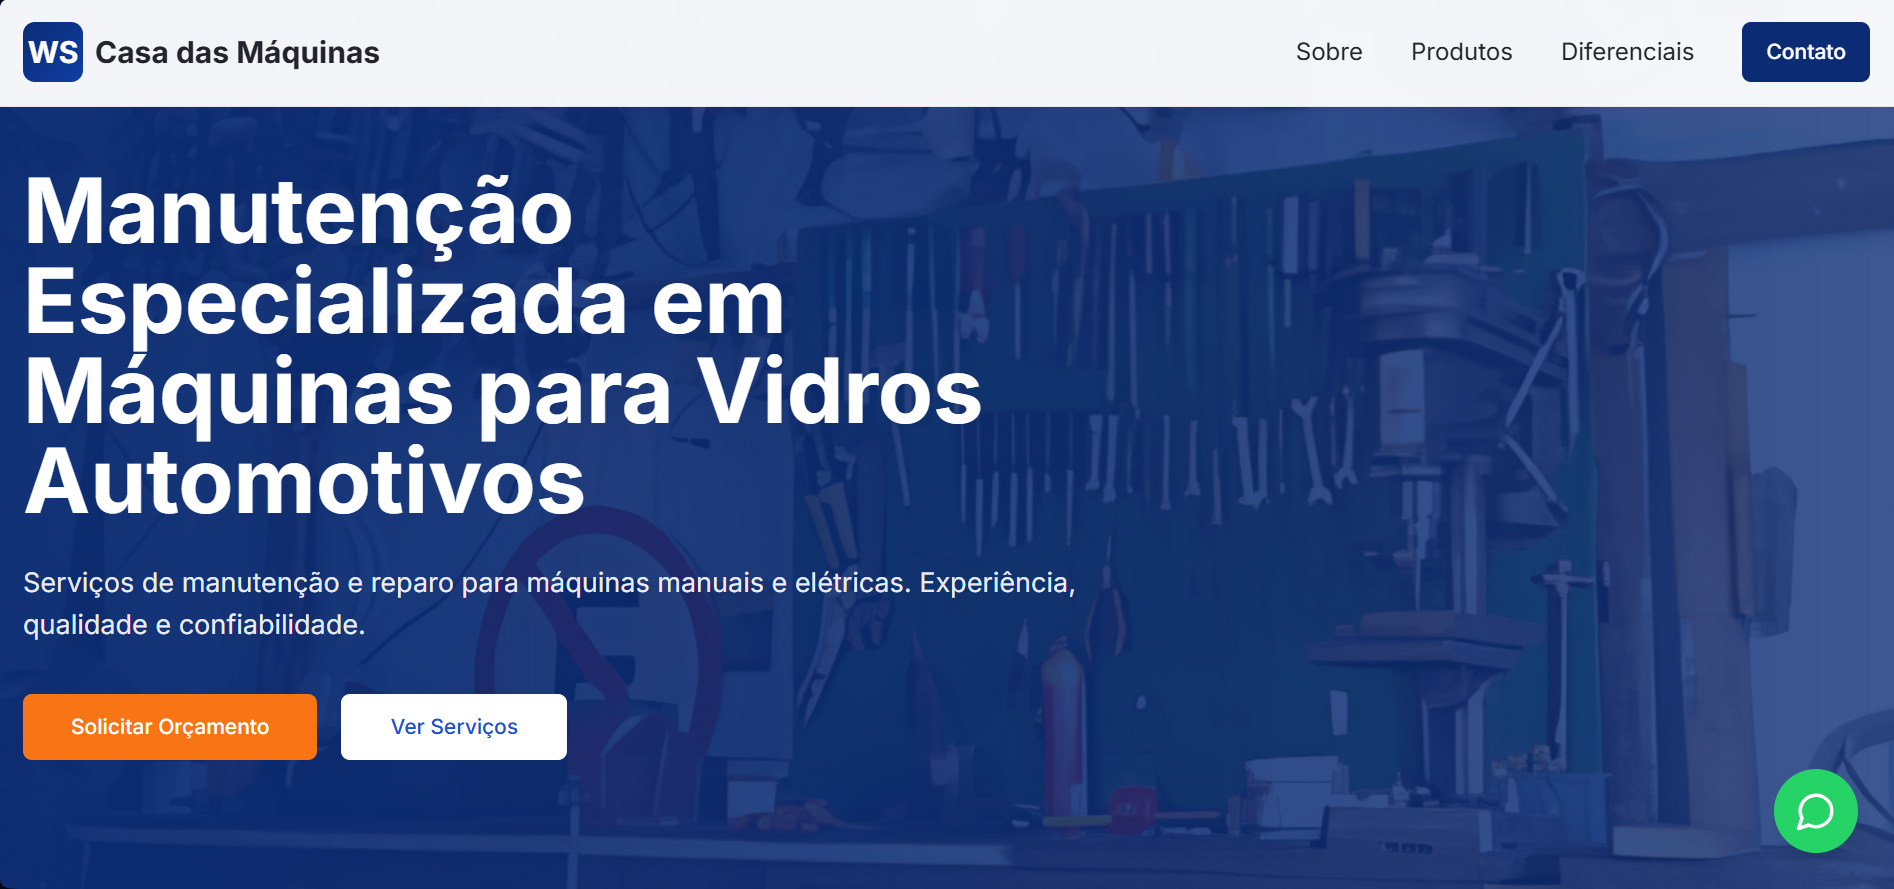 WS Casa das Máquinas
Sobre Produtos Diferenciais Contato
Manutenção
Especializada em
Máquinas para Vidros
Automotivos
Serviços de manutenção e reparo para máquinas manuais e elétricas. Experiência,
qualidade e confiabilidade.
Solicitar Orçamento Ver Serviços
E